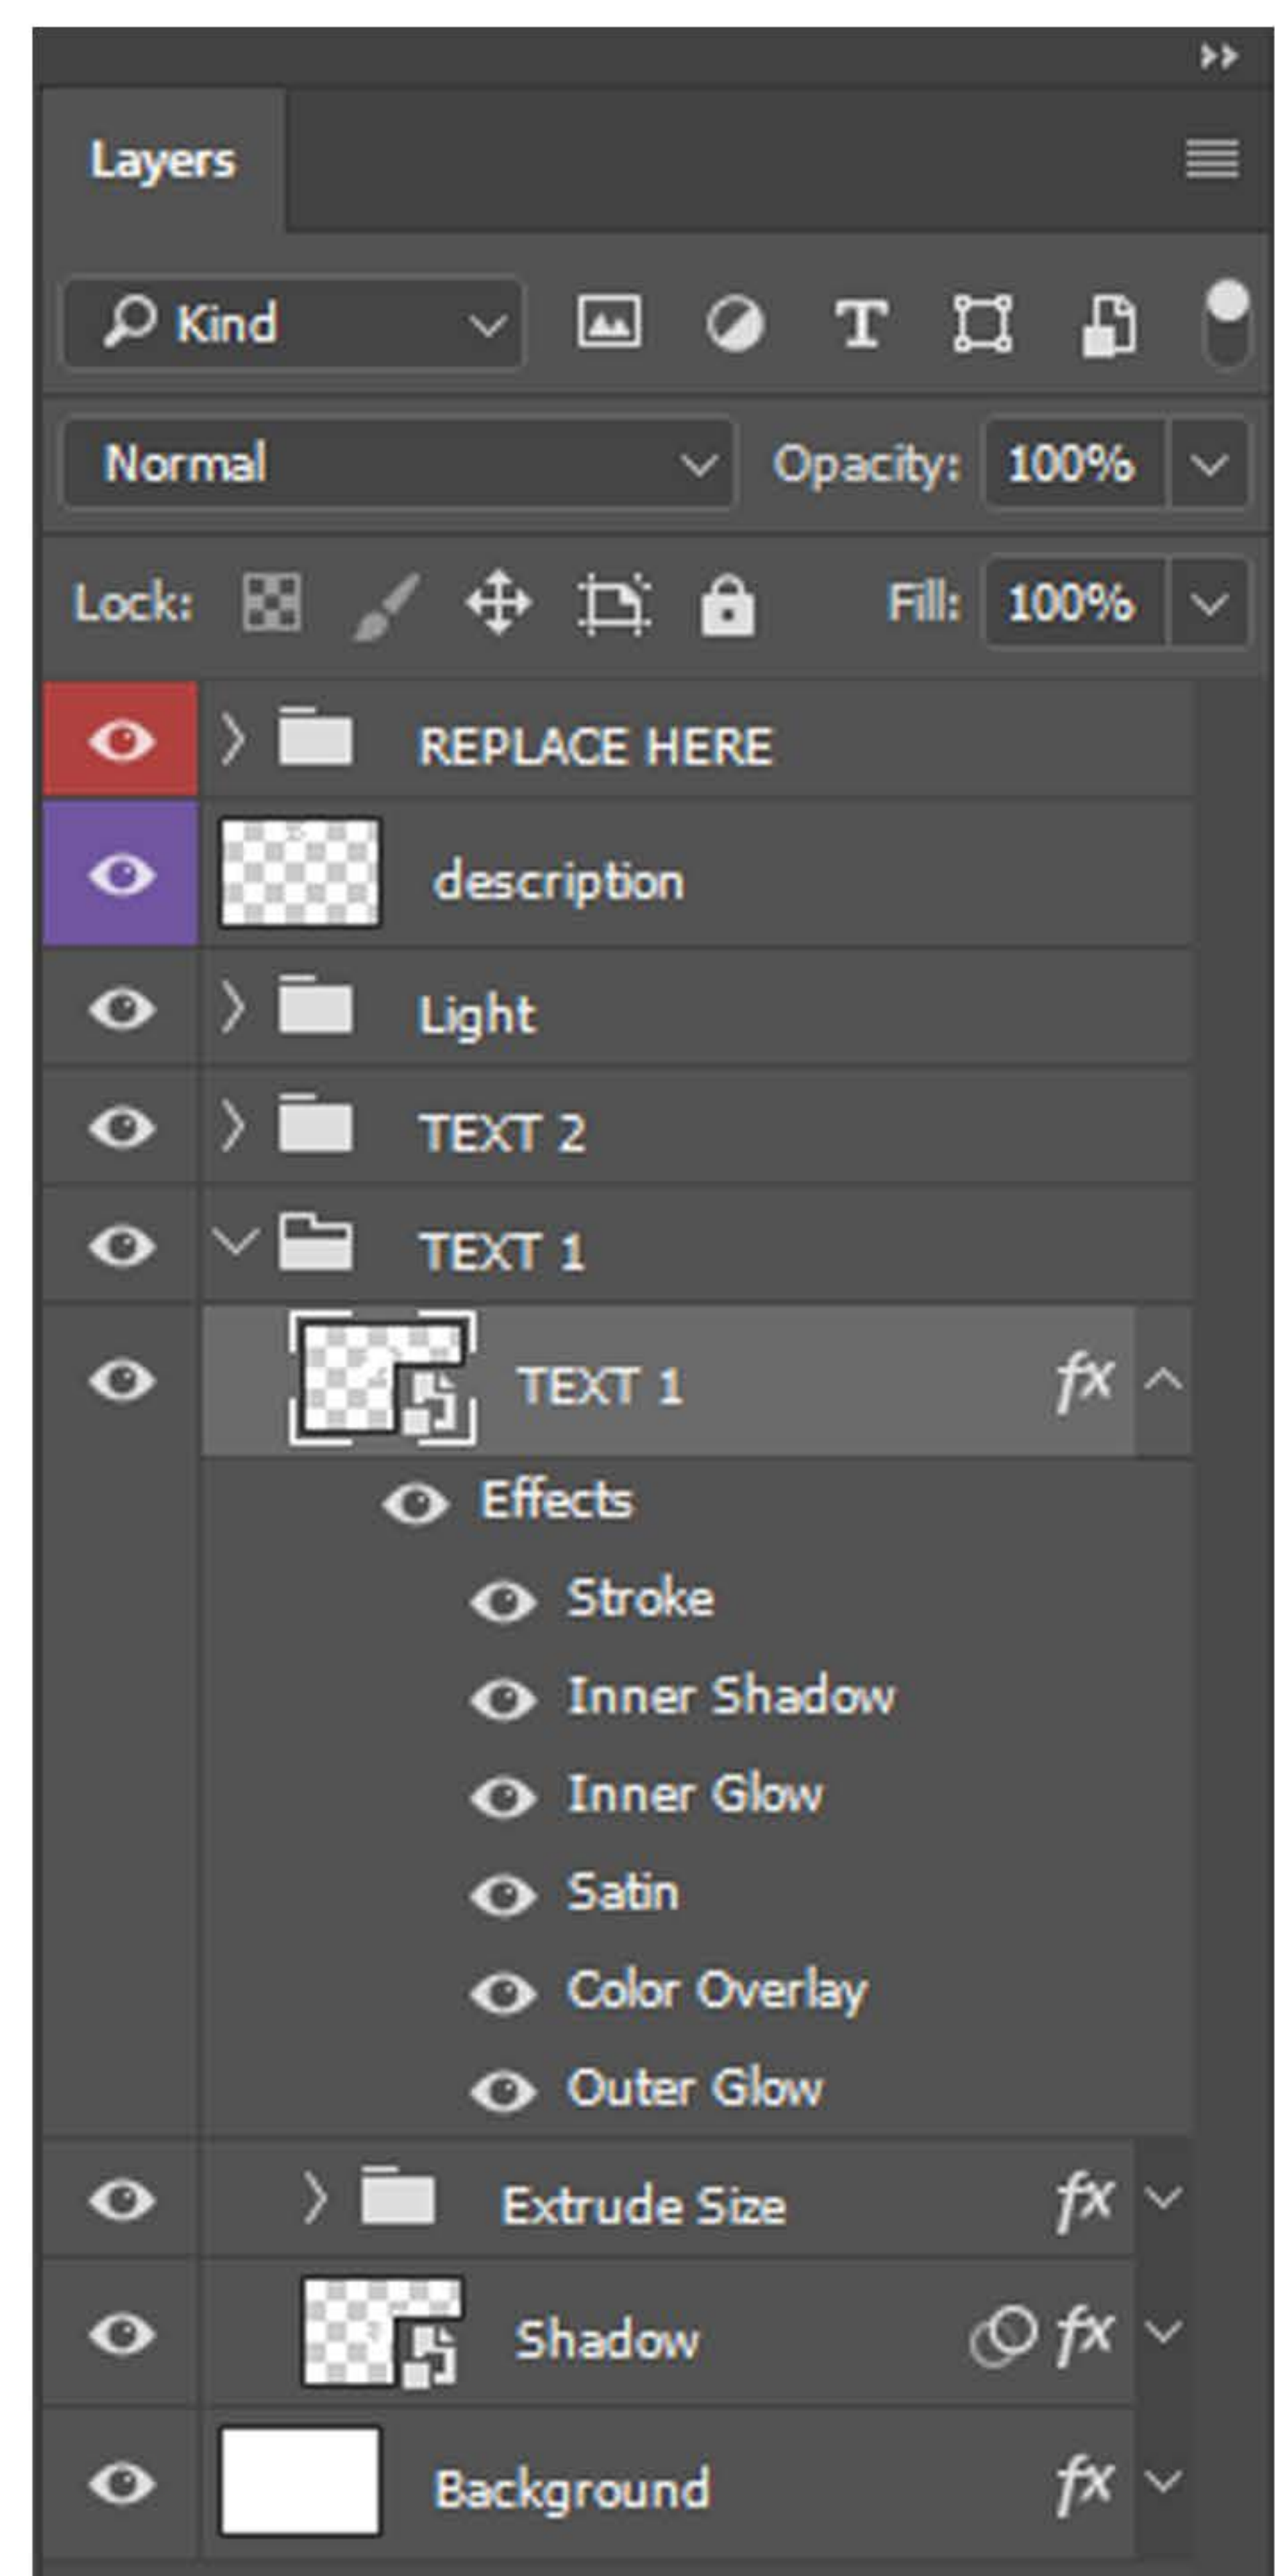 Layers
Kind
Normal Opacity: 100%
Lock: Fill: 100%
REPLACE HERE
description
Light
TEXT 2
TEXT 1
TEXT 1 fx
Effects
Stroke
Inner Shadow
Inner Glow
Satin
Color Overlay
Outer Glow
Extrude Size fx
Shadow fx
Background fx